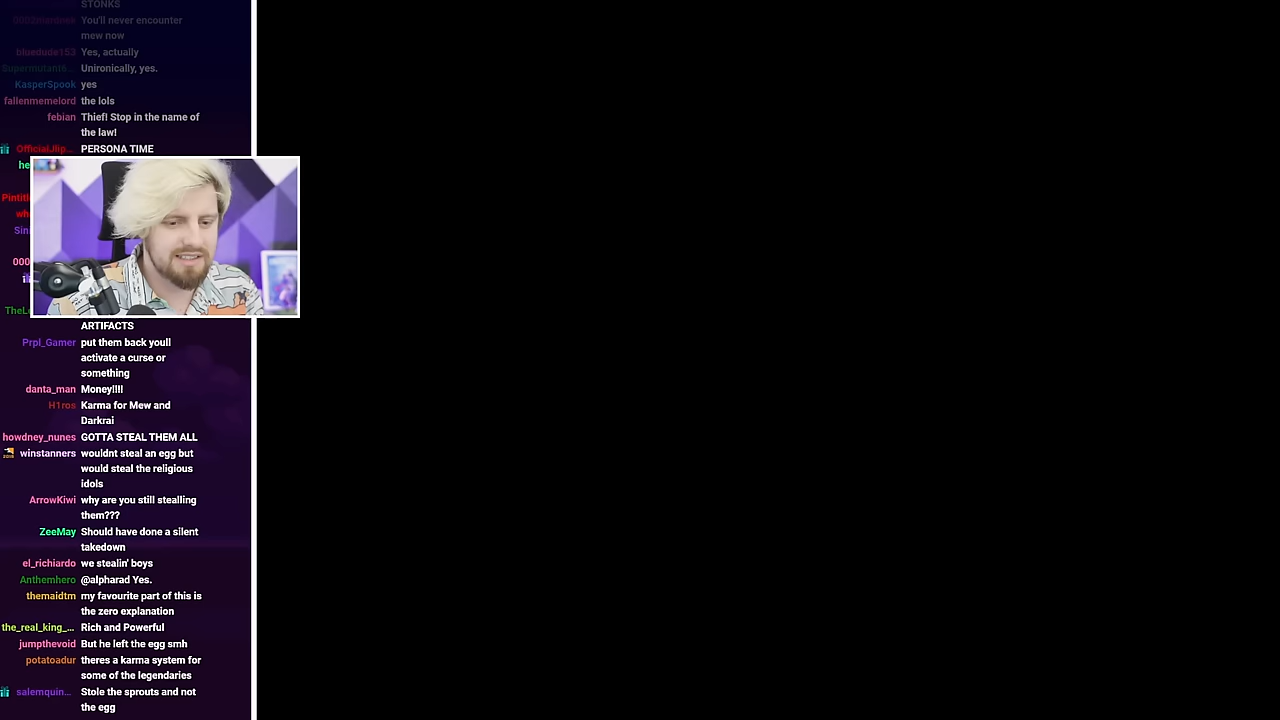 STONKS
You'll never encounter
mew now
bluedude153 Yes, actually
Supermutant6... Unironically, yes.
KasperSpook yes
fallenmemelord the lols
febian Thief! Stop in the name of
the law!
OfficialJlip... PERSONA TIME
he
wh
Sin
000
ARTIFACTS
Prpl_Gamer put them back youll
activate a curse or
something
danta_man Money!!!!
H1ros Karma for Mew and
Darkrai
howdney_nunes GOTTA STEAL THEM ALL
winstanners wouldnt steal an egg but
would steal the religious
idols
ArrowKiwi why are you still stealling
them???
ZeeMay Should have done a silent
takedown
el_richiardo we stealin' boys
Anthemhero @alpharad Yes.
themaidtm my favourite part of this is
the zero explanation
the_real_king_... Rich and Powerful
jumpthevoid But he left the egg smh
potatoadur theres a karma system for
some of the legendaries
salemquin... Stole the sprouts and not
the egg